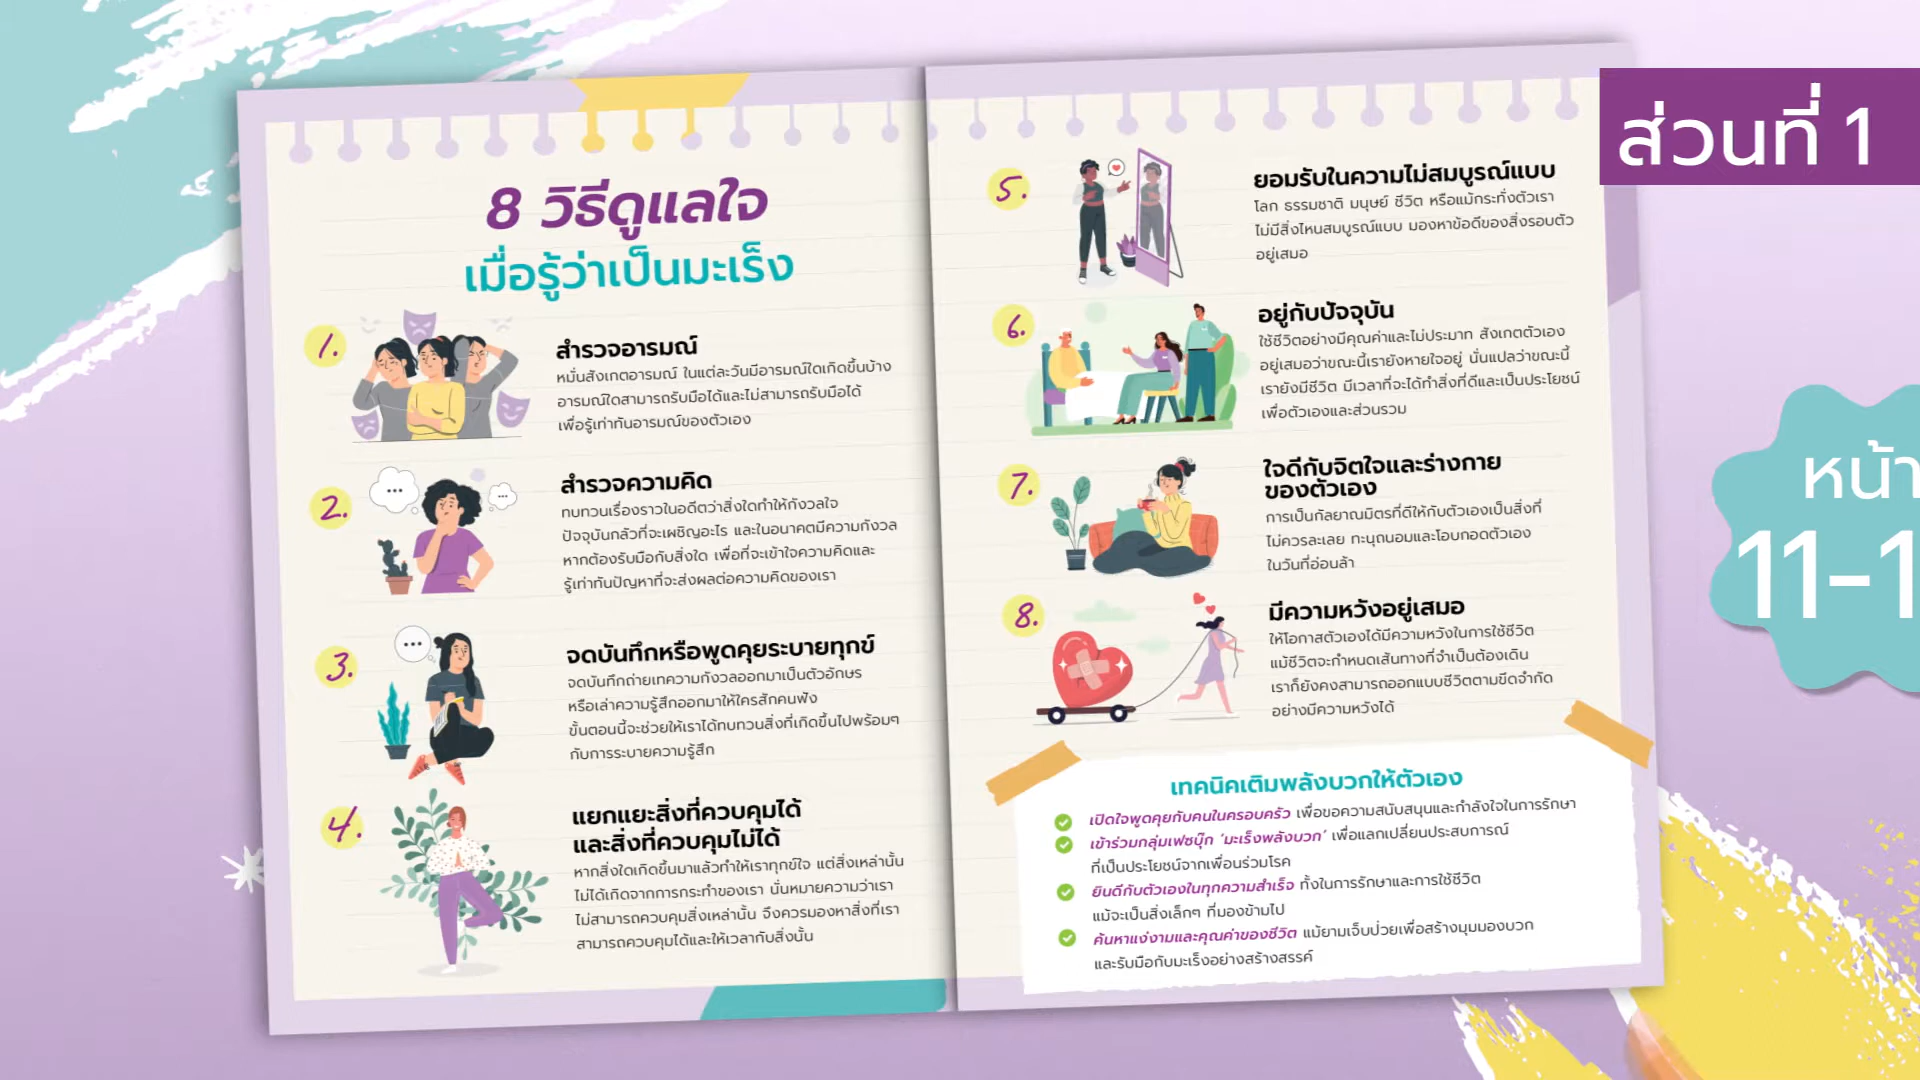 ส่วนที่ 1
8 วิธีดูแลใจ
เมื่อรู้ว่าเป็นมะเร็ง
1.
สำรวจอารมณ์
หมั่นสังเกตอารมณ์ ในแต่ละวันมีอารมณ์ใดเกิดขึ้นบ้าง
อารมณ์ใดสามารถรับมือได้และไม่สามารถรับมือได้
เพื่อรู้เท่าทันอารมณ์ของตัวเอง
2.
สำรวจความคิด
ทบทวนเรื่องราวในอดีตว่าสิ่งใดทำให้กังวลใจ
ปัจจุบันกลัวที่จะเผชิญอะไร และในอนาคตมีความกังวล
หากต้องรับมือกับสิ่งใด เพื่อที่จะเข้าใจความคิดและ
รู้เท่าทันปัญหาที่จะส่งผลต่อความคิดของเรา
3.
จดบันทึกหรือพูดคุยระบายทุกข์
จดบันทึกถ่ายเทความกังวลออกมาเป็นตัวอักษร
หรือเล่าความรู้สึกออกมาให้ใครสักคนฟัง
ขั้นตอนนี้จะช่วยให้เราได้ทบทวนสิ่งที่เกิดขึ้นไปพร้อมๆ
กับการระบายความรู้สึก
4.
แยกแยะสิ่งที่ควบคุมได้
และสิ่งที่ควบคุมไม่ได้
หากสิ่งใดเกิดขึ้นมาแล้วทำให้เราทุกข์ใจ แต่สิ่งเหล่านั้น
ไม่ได้เกิดจากการกระทำของเรา นั่นหมายความว่าเรา
ไม่สามารถควบคุมสิ่งเหล่านั้น จึงควรมองหาสิ่งที่เรา
สามารถควบคุมได้และให้เวลากับสิ่งนั้น
5.
ยอมรับในความไม่สมบูรณ์แบบ
โลก ธรรมชาติ มนุษย์ ชีวิต หรือแม้กระทั่งตัวเรา
ไม่มีสิ่งไหนสมบูรณ์แบบ มองหาข้อดีของสิ่งรอบตัว
อยู่เสมอ
6.
อยู่กับปัจจุบัน
ใช้ชีวิตอย่างมีคุณค่าและไม่ประมาท สังเกตตัวเอง
อยู่เสมอว่าขณะนี้เรายังหายใจอยู่ นั่นแปลว่าขณะนี้
เรายังมีชีวิต มีเวลาที่จะได้ทำสิ่งที่ดีและเป็นประโยชน์
เพื่อตัวเองและส่วนรวม
7.
ใจดีกับจิตใจและร่างกาย
ของตัวเอง
การเป็นกัลยาณมิตรที่ดีให้กับตัวเองเป็นสิ่งที่
ไม่ควรละเลย ทะนุถนอมและโอบกอดตัวเอง
ในวันที่อ่อนล้า
8.
มีความหวังอยู่เสมอ
ให้โอกาสตัวเองได้มีความหวังในการใช้ชีวิต
แม้ชีวิตจะกำหนดเส้นทางที่จำเป็นต้องเดิน
เราก็ยังคงสามารถออกแบบชีวิตตามขีดจำกัด
อย่างมีความหวังได้
เทคนิคเติมพลังบวกให้ตัวเอง
เปิดใจพูดคุยกับคนในครอบครัว เพื่อขอความสนับสนุนและกำลังใจในการรักษา
เข้าร่วมกลุ่มเฟซบุ๊ก ‘มะเร็งพลังบวก’ เพื่อแลกเปลี่ยนประสบการณ์
ที่เป็นประโยชน์จากเพื่อนร่วมโรค
ยินดีกับตัวเองในทุกความสำเร็จ ทั้งในการรักษาและการใช้ชีวิต
แม้จะเป็นสิ่งเล็กๆ ที่มองข้ามไป
ค้นหาแง่งามและคุณค่าของชีวิต แม้ยามเจ็บป่วยเพื่อสร้างมุมมองบวก
และรับมือกับมะเร็งอย่างสร้างสรรค์
หน้า
11-1